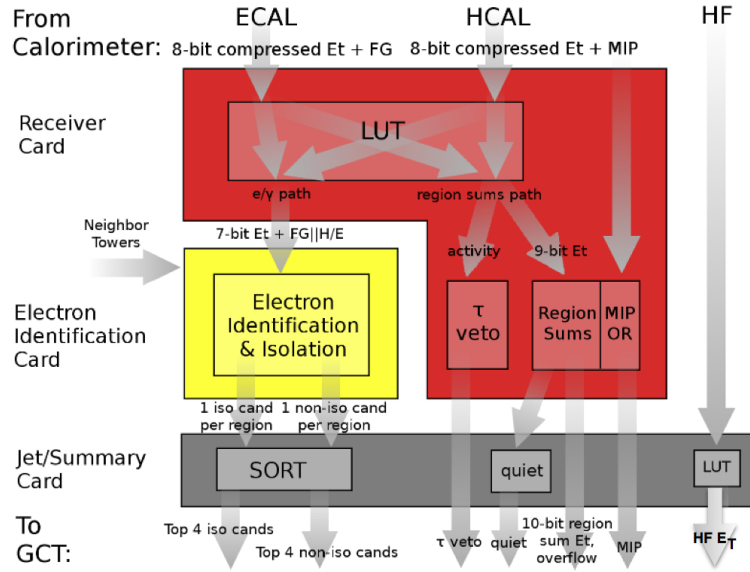 From
Calorimeter:
ECAL
HCAL
HF
8-bit compressed Et + FG
8-bit compressed Et + MIP
Receiver
Card
LUT
e/γ path
region sums path
Neighbor
Towers
7-bit Et + FG||H/E
activity
9-bit Et
Electron
Identification
Card
Electron
Identification
& Isolation
τ
veto
Region
Sums
MIP
OR
1 iso cand
per region
1 non-iso cand
per region
Jet/Summary
Card
SORT
quiet
LUT
To
GCT:
Top 4 iso cands
Top 4 non-iso cands
τ veto
quiet
10-bit region
sum Et,
overflow
MIP
HF ET